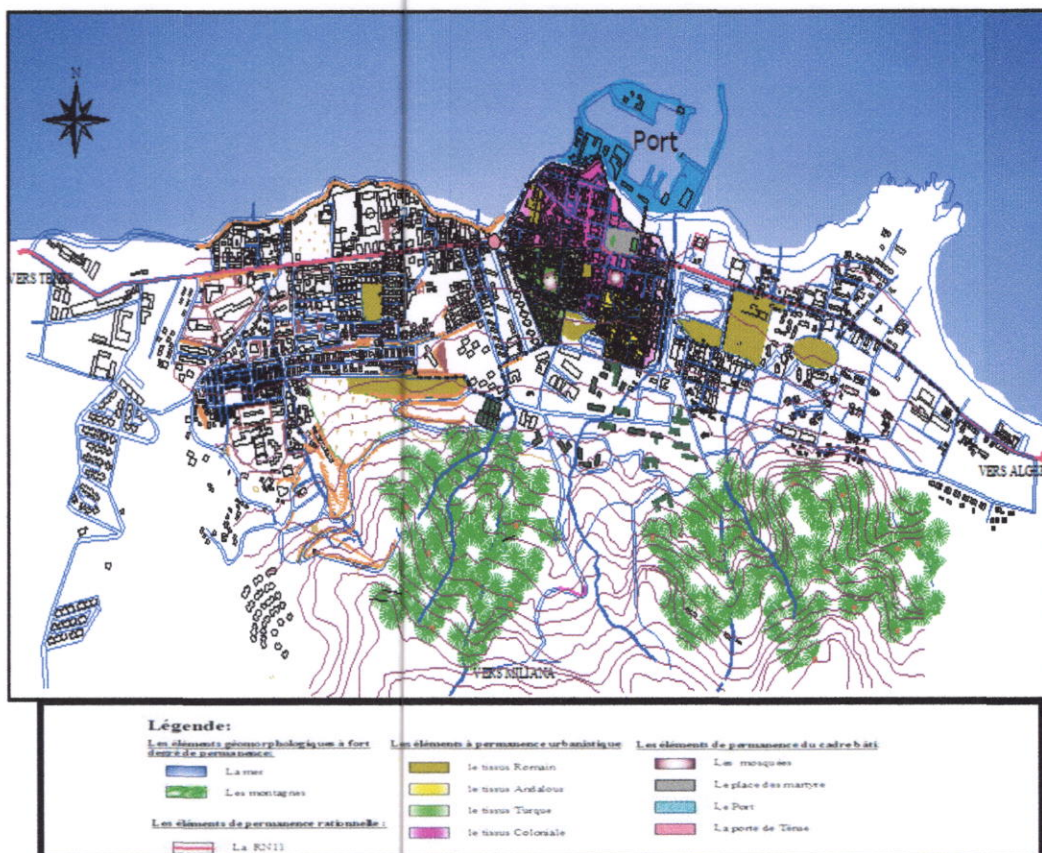 N
Port
VERS TENES
VERS ALGER
VERS MILIANA
Légende:
Les éléments géomorphologiques à fort
degré de permanence:
La mer
Les montagnes
Les éléments de permanence rationnelle :
La RN11
Les éléments à permanence urbanistique
le tissus Romain
le tissus Andalous
le tissus Turque
le tissus Coloniale
Les éléments de permanence du cadre bâti
Les mosquées
Le place des martyre
Le Port
La porte de Ténse